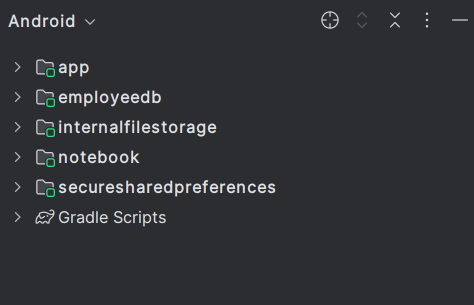 Android
app
employeedb
internalfilestorage
notebook
securesharedpreferences
Gradle Scripts